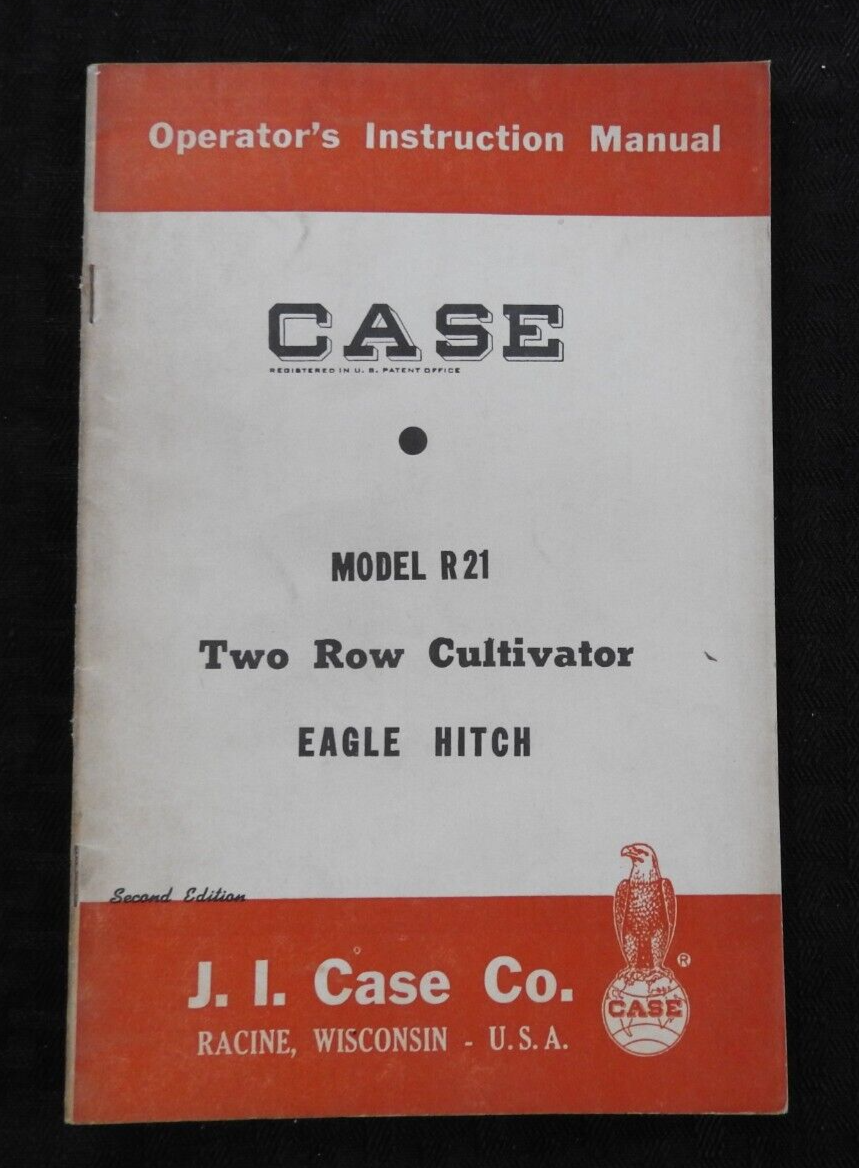 Operator's Instruction Manual
CASE
REGISTERED IN U. S. PATENT OFFICE
MODEL R21
Two Row Cultivator
EAGLE HITCH
Second Edition
J. I. Case Co.
RACINE, WISCONSIN - U.S.A.
®
CASE